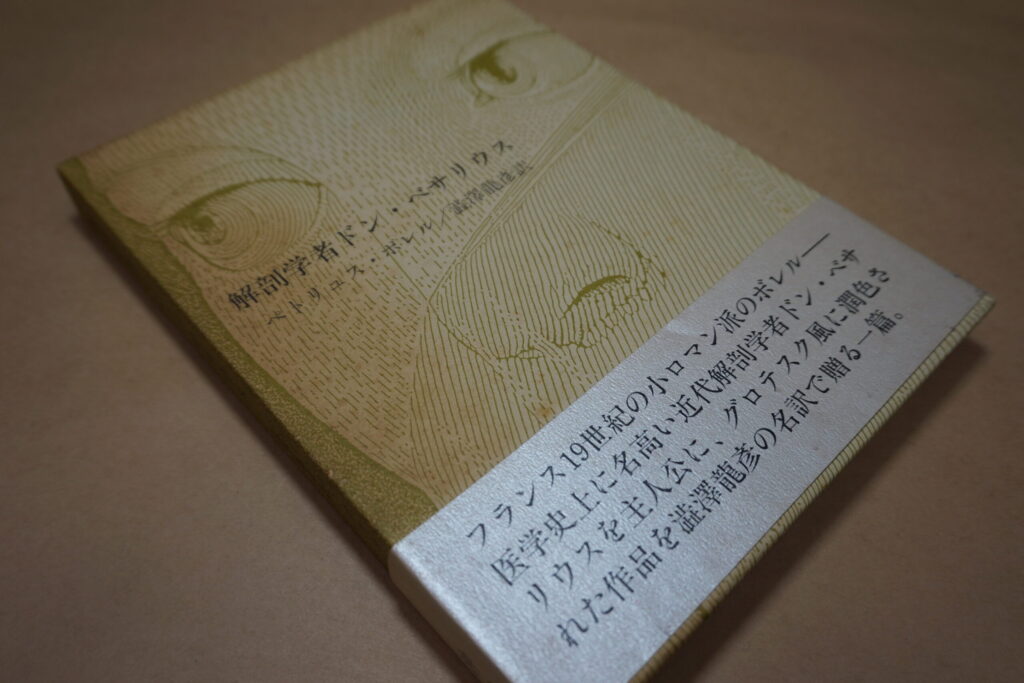 解剖学者ドン・ベサリウス
ペトリュス・ボレル/澁澤龍彦訳
フランス19世紀の小ロマン派のボレル——
医学史上に名高い近代解剖学者ドン・ベサ
リウスを主人公に、グロテスク風に潤色さ
れた作品を澁澤龍彦の名訳で贈る一篇。